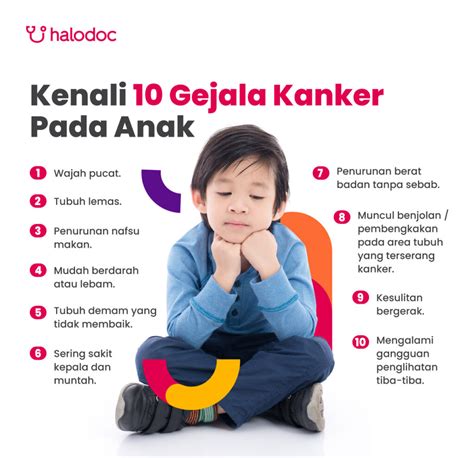 halodoc
Kenali 10 Gejala Kanker
Pada Anak
1 Wajah pucat.
2 Tubuh lemas.
3 Penurunan nafsu
makan.
4 Mudah berdarah
atau lebam.
5 Tubuh demam yang
tidak membaik.
6 Sering sakit
kepala dan
muntah.
7 Penurunan berat
badan tanpa sebab.
8 Muncul benjolan /
pembengkakan
pada area tubuh
yang terserang
kanker.
9 Kesulitan
bergerak.
10 Mengalami
gangguan
penglihatan
tiba-tiba.